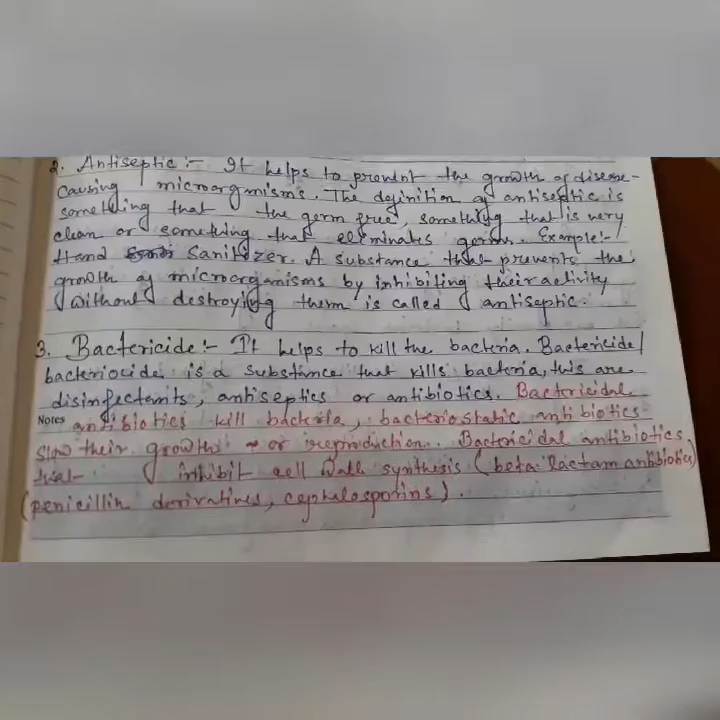 2. Antiseptic :- It helps to prevent the growth of disease-
causing microorganisms. The definition of antiseptic is
something that the germ free, something that is very
clean or something that eleminates germs. Example:-
Hand Sanitizer. A substance that prevents the
growth of microorganisms by inhibiting their activity
without destroying them is called antiseptic.
3. Bactericide :- It helps to kill the bacteria. Bactericide/
bacteriocide is a substance that kills bacteria, this are
disinfectants, antiseptics or antibiotics. Bactericidal
Notes antibiotics kill bacteria, bacteriostatic antibiotics
slow their growth or reproduction. Bactericidal antibiotics
that inhibit cell wall synthesis (beta-lactam antibiotics)
(penicillin derivatives, cephalosporins).